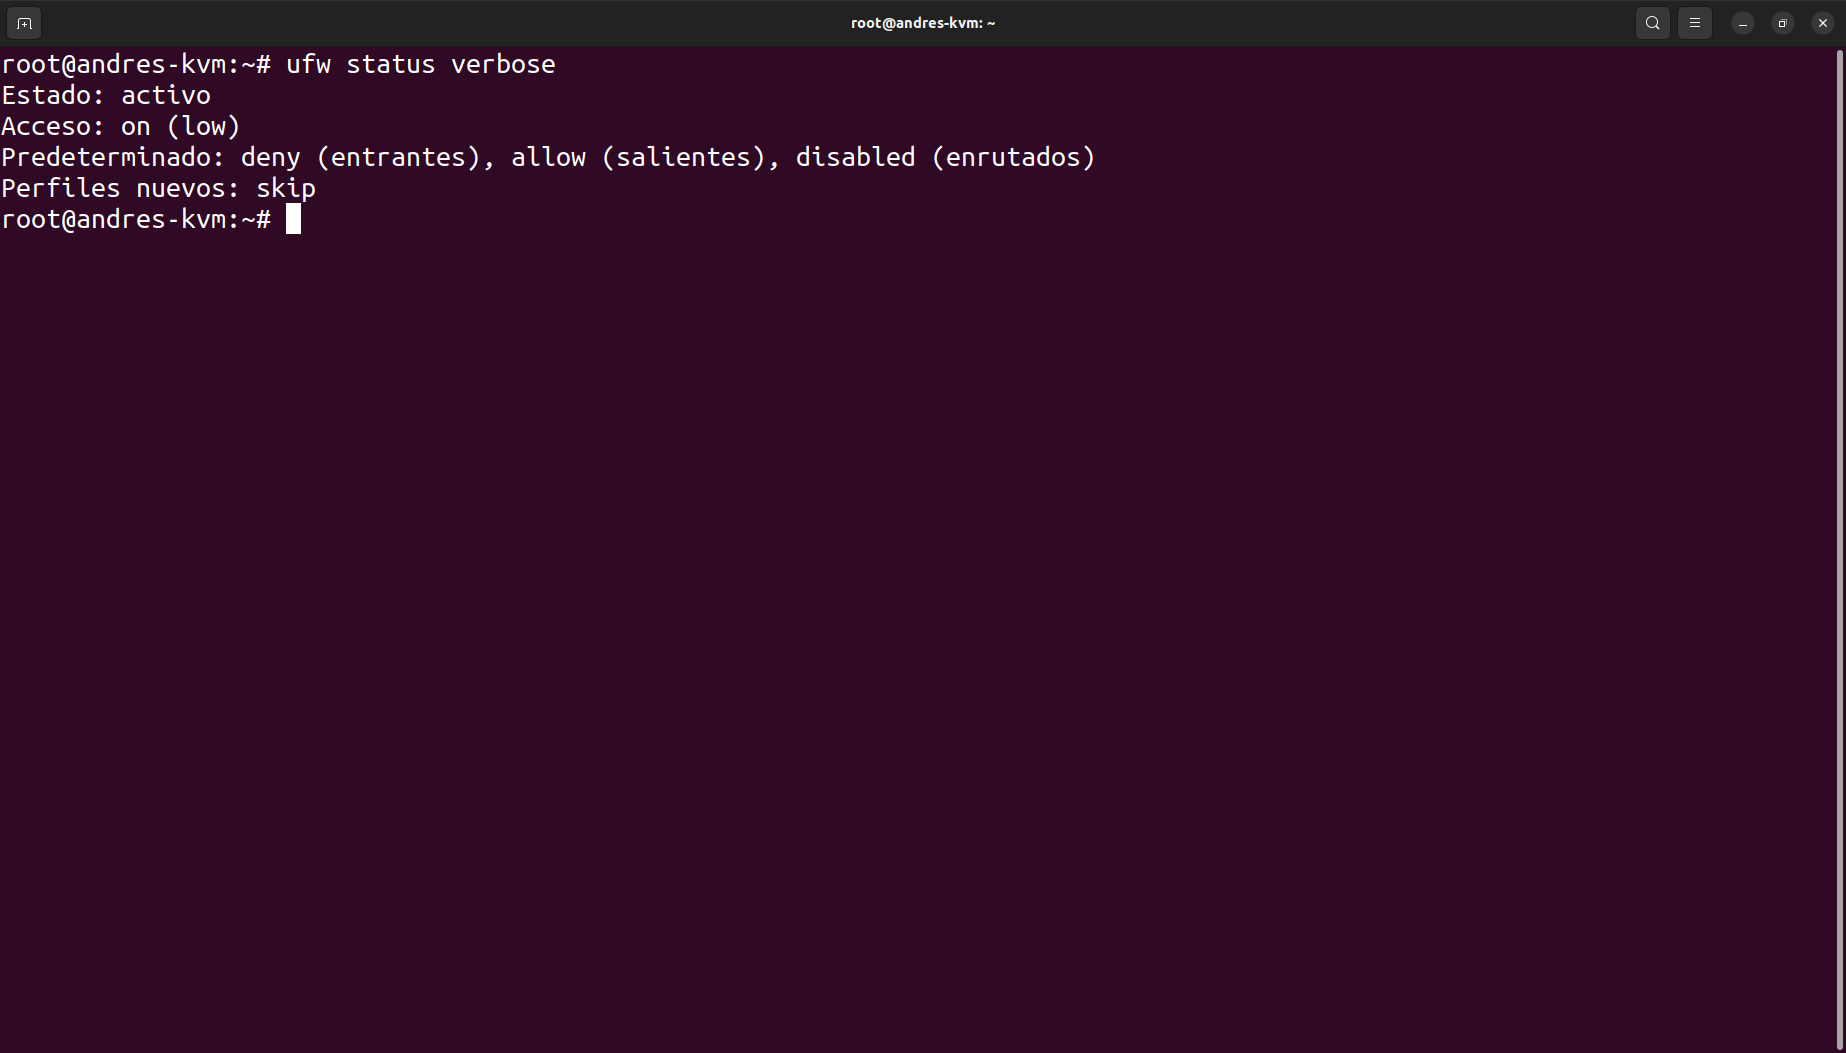 root@andres-kvm: ~
root@andres-kvm:~# ufw status verbose
Estado: activo
Acceso: on (low)
Predeterminado: deny (entrantes), allow (salientes), disabled (enrutados)
Perfiles nuevos: skip
root@andres-kvm:~#